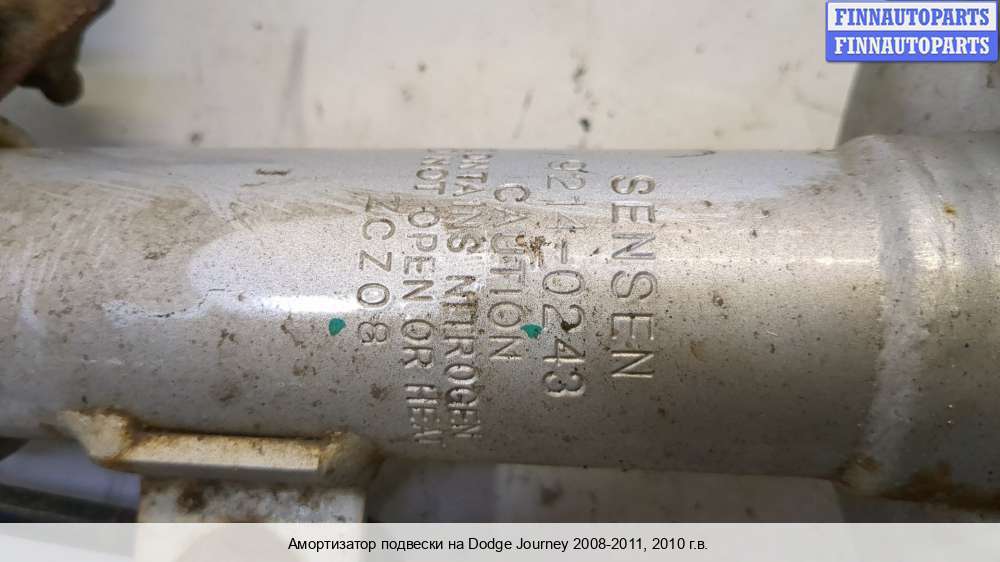 FINNAUTOPARTS
FINNAUTOPARTS
SENSEN
9214-0243
CAUTION
CONTAINS NITROGEN
NOT OPEN OR HEAT
ZCZ08
Амортизатор подвески на Dodge Journey 2008-2011, 2010 г.в.